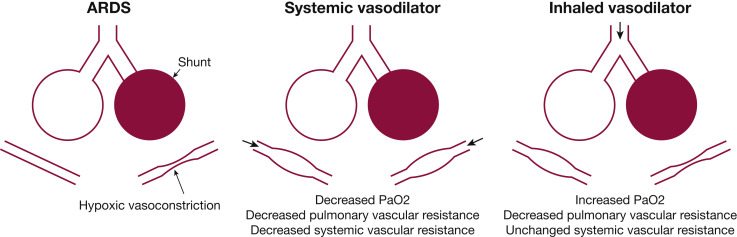 ARDS
Shunt
Hypoxic vasoconstriction
Systemic vasodilator
Decreased PaO2
Decreased pulmonary vascular resistance
Decreased systemic vascular resistance
Inhaled vasodilator
Increased PaO2
Decreased pulmonary vascular resistance
Unchanged systemic vascular resistance